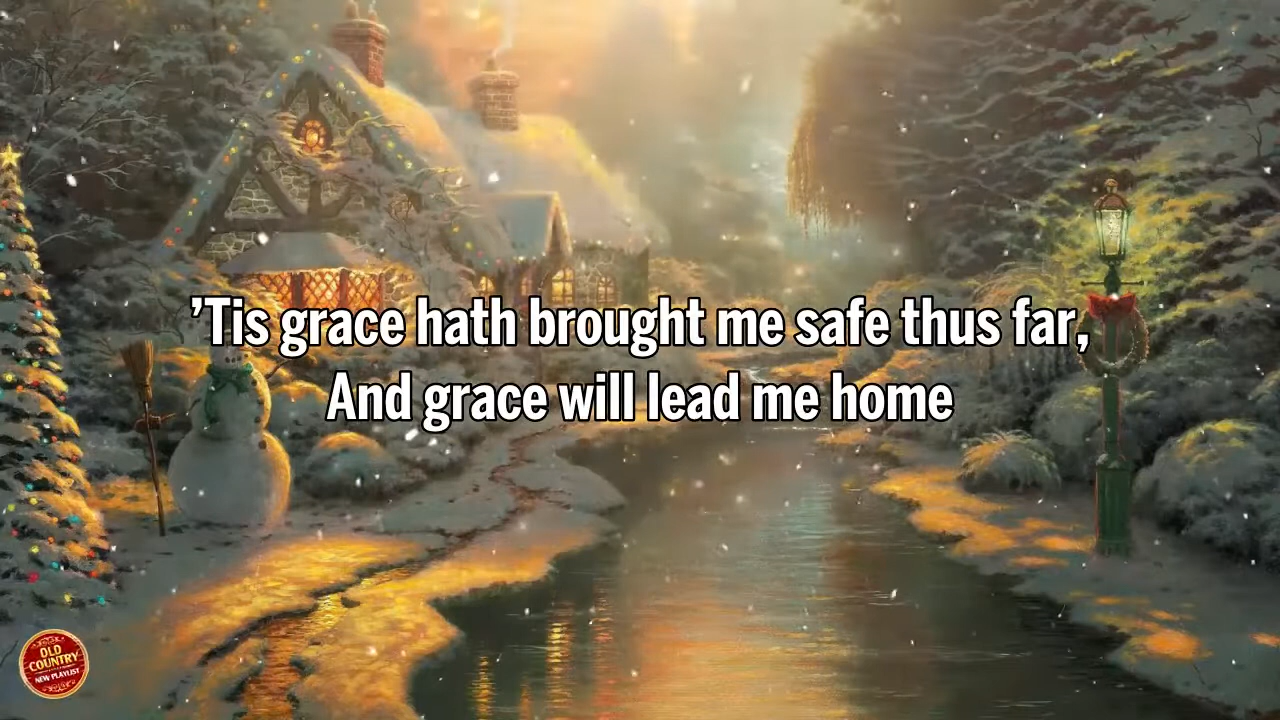 ’Tis grace hath brought me safe thus far,
And grace will lead me home
OLD
COUNTRY
NEW PLAYLIST